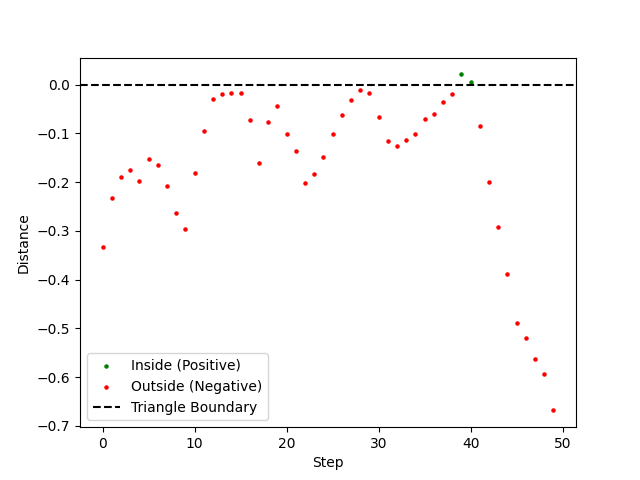 0.0
−0.1
−0.2
−0.3
−0.4
−0.5
−0.6
−0.7
Distance
Inside (Positive)
Outside (Negative)
Triangle Boundary
0 10 20 30 40 50
Step